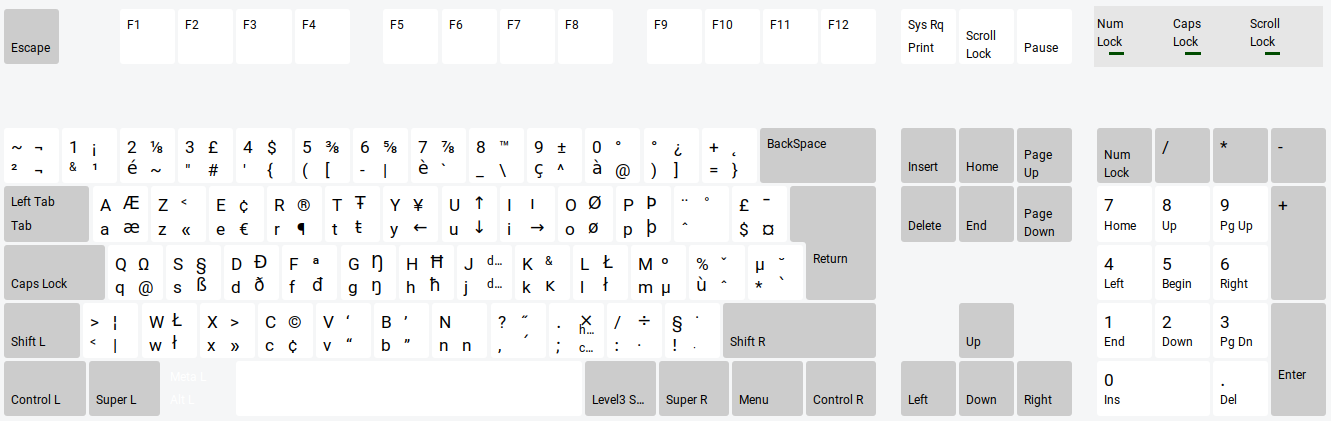 F1 F2 F3 F4 F5 F6 F7 F8 F9 F10 F11 F12 Sys Rq Num Caps Scroll
Escape Print Scroll Lock Pause Lock Lock Lock
~ ¬ 1 ¡ 2 ⅛ 3 £ 4 $ 5 ⅜ 6 ⅝ 7 ⅞ 8 ™ 9 ± 0 ° ° ¿ + ˛ BackSpace Page Num / * -
² ¬ & ¹ é ~ " # ' { ( [ - | è ` _ \ ç ^ à @ ) ] = } Insert Home Up Lock
Left Tab A Æ Z < E ¢ R ® T Ŧ Y ¥ U ↑ I ı O Ø P Þ ¨ ° £ ¯ Page 7 8 9 +
Tab a æ z « e € r ¶ t ŧ y ← u ↓ i → o ø p þ ˆ $ ¤ Delete End Down Home Up Pg Up
Q Ω S § D Ð F ª G Ŋ H Ħ J d… K & L Ł M º % ˇ µ ˘ Return 4 5 6
Caps Lock q @ s ß d ð f đ g ŋ h ħ j d… k ĸ l ł m µ ù ˆ * ` Left Begin Right
> ¦ W Ł X > C © V ‘ B ’ N ? ˝ . × h… / ÷ § ˙ 1 2 3
Shift L < | w ł x » c ¢ v “ b ” n n , ´ ; c… : · ! . Shift R Up End Down Pg Dn
Meta L 0 . Enter
Control L Super L Alt L Level3 S… Super R Menu Control R Left Down Right Ins Del